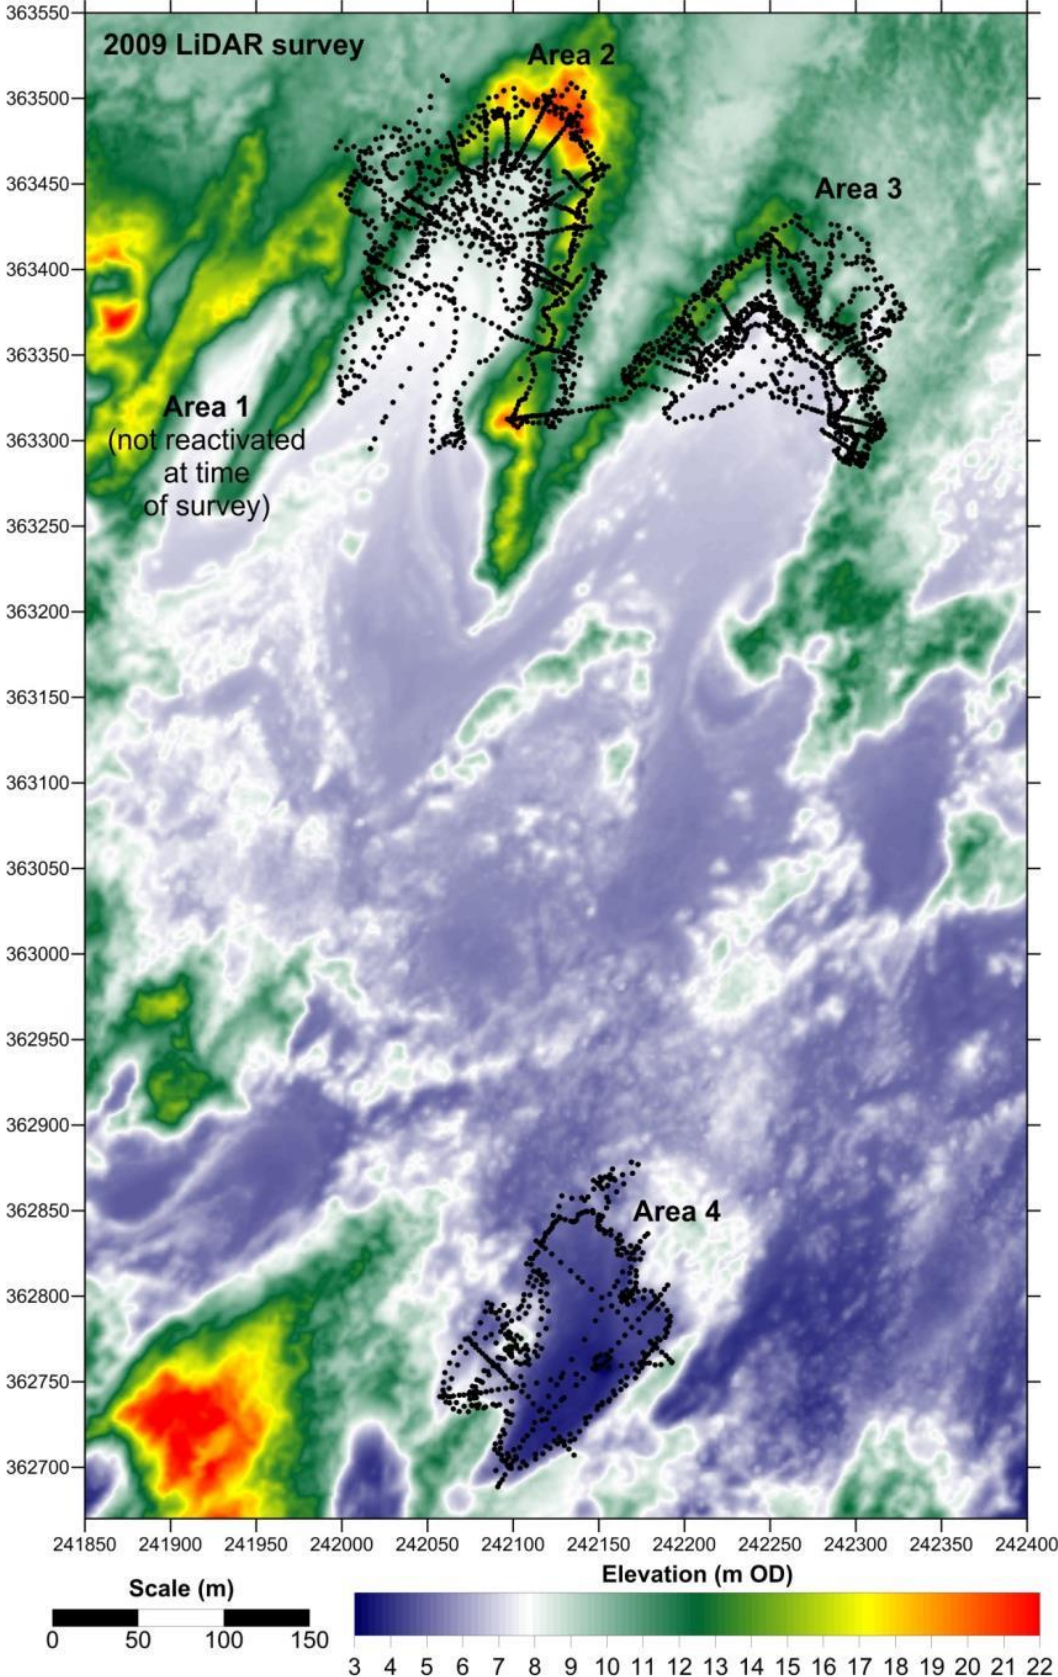 2009 LiDAR survey
Area 2
Area 3
Area 1
(not reactivated
at time
of survey)
Area 4
363550
363500
363450
363400
363350
363300
363250
363200
363150
363100
363050
363000
362950
362900
362850
362800
362750
362700
241850 241900 241950 242000 242050 242100 242150 242200 242250 242300 242350 242400
Scale (m)
0 50 100 150
Elevation (m OD)
3 4 5 6 7 8 9 10 11 12 13 14 15 16 17 18 19 20 21 22